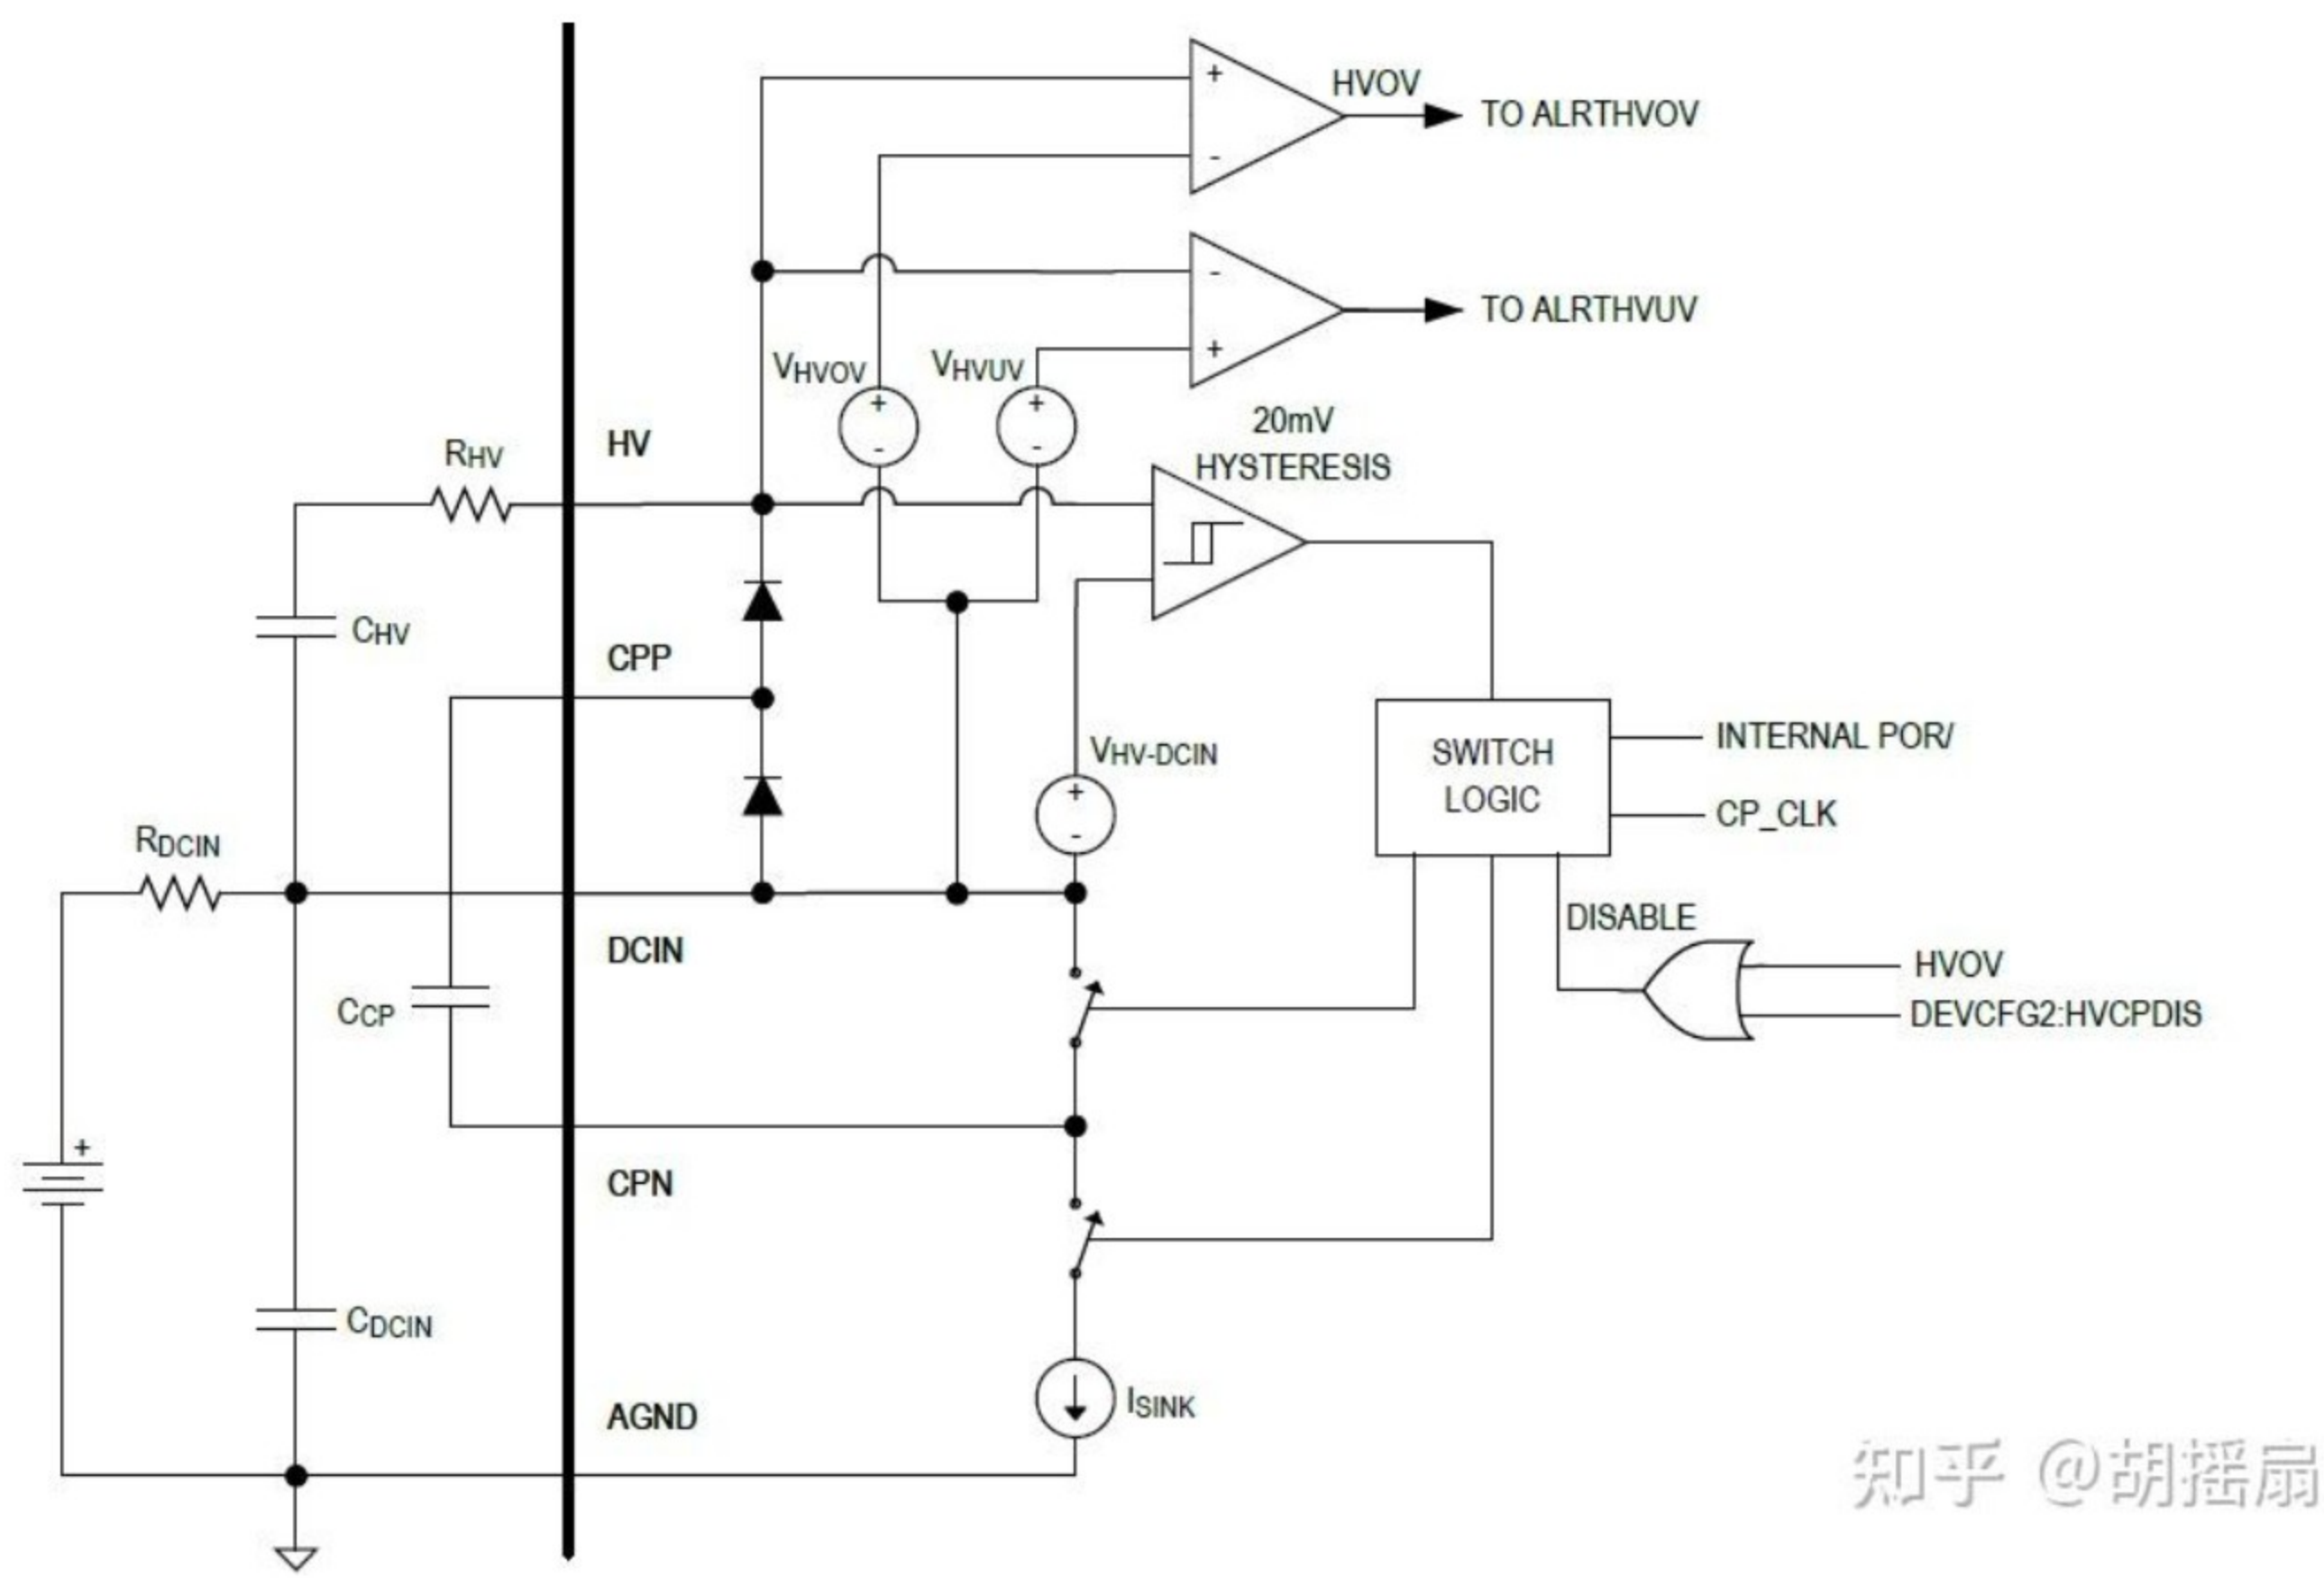 HVOV
TO ALRTHVOV
+
-
-
TO ALRTHVUV
+
VHVOV
VHVUV
+
-
+
-
20mV
HYSTERESIS
HV
RHV
CHV
CPP
VHV-DCIN
+
-
SWITCH
LOGIC
INTERNAL POR/
CP_CLK
RDCIN
DISABLE
DCIN
HVOV
DEVCFG2:HVCPDIS
CCP
+
CPN
CDCIN
AGND
ISINK
知乎 @胡摇扇